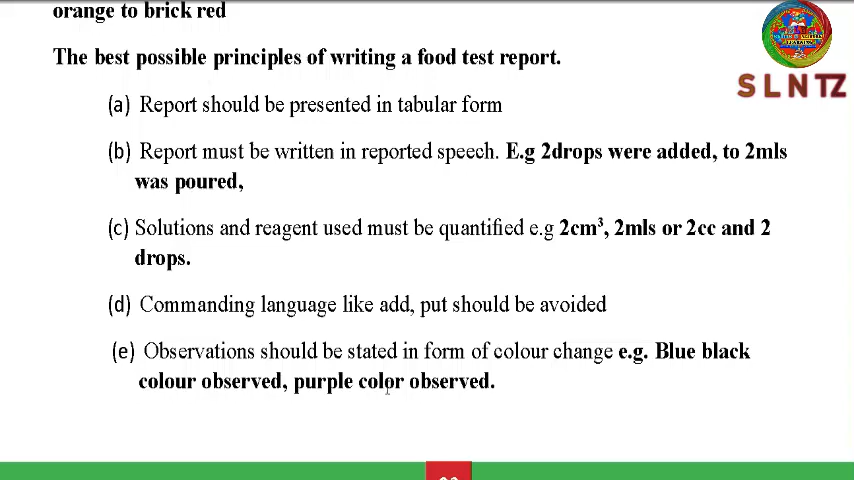 orange to brick red
The best possible principles of writing a food test report.
(a) Report should be presented in tabular form
(b) Report must be written in reported speech. E.g 2drops were added, to 2mls
was poured,
(c) Solutions and reagent used must be quantified e.g 2cm³, 2mls or 2cc and 2
drops.
(d) Commanding language like add, put should be avoided
(e) Observations should be stated in form of colour change e.g. Blue black
colour observed, purple color observed.
SLNTZ